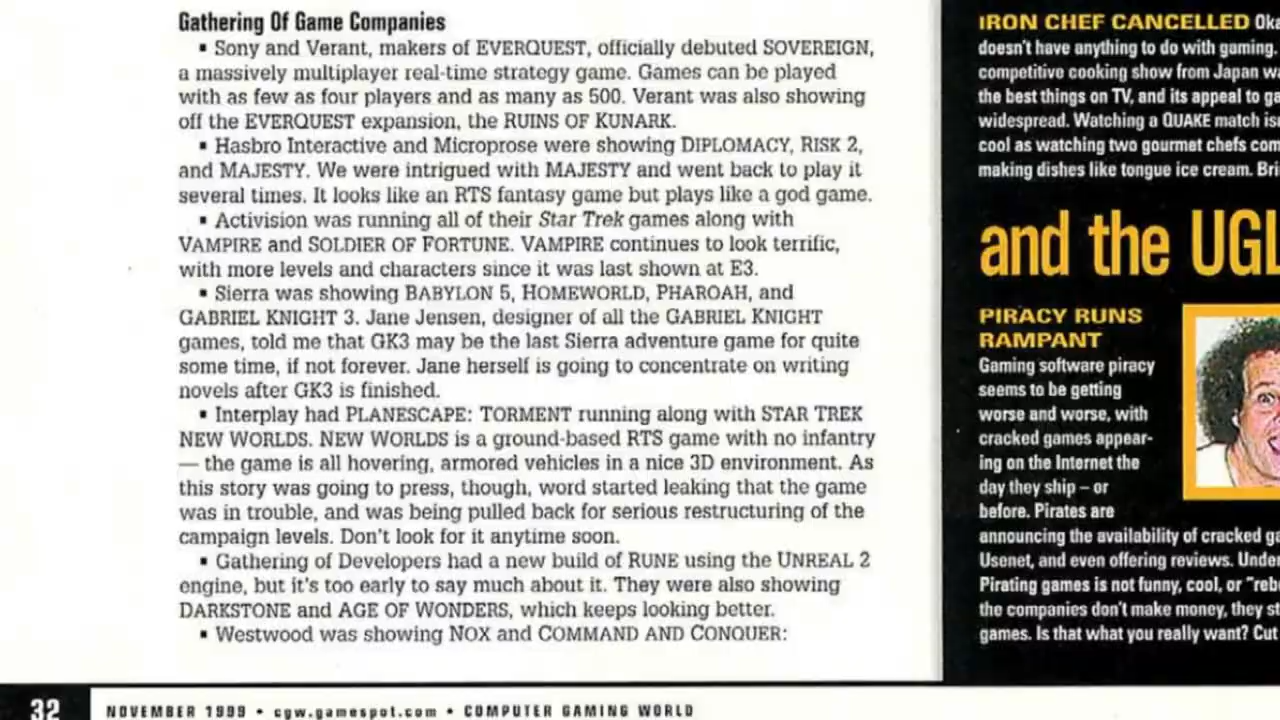 Gathering Of Game Companies
▪ Sony and Verant, makers of EVERQUEST, officially debuted SOVEREIGN,
a massively multiplayer real-time strategy game. Games can be played
with as few as four players and as many as 500. Verant was also showing
off the EVERQUEST expansion, the RUINS OF KUNARK.
▪ Hasbro Interactive and Microprose were showing DIPLOMACY, RISK 2,
and MAJESTY. We were intrigued with MAJESTY and went back to play it
several times. It looks like an RTS fantasy game but plays like a god game.
▪ Activision was running all of their Star Trek games along with
VAMPIRE and SOLDIER OF FORTUNE. VAMPIRE continues to look terrific,
with more levels and characters since it was last shown at E3.
▪ Sierra was showing BABYLON 5, HOMEWORLD, PHAROAH, and
GABRIEL KNIGHT 3. Jane Jensen, designer of all the GABRIEL KNIGHT
games, told me that GK3 may be the last Sierra adventure game for quite
some time, if not forever. Jane herself is going to concentrate on writing
novels after GK3 is finished.
▪ Interplay had PLANESCAPE: TORMENT running along with STAR TREK
NEW WORLDS. NEW WORLDS is a ground-based RTS game with no infantry
— the game is all hovering, armored vehicles in a nice 3D environment. As
this story was going to press, though, word started leaking that the game
was in trouble, and was being pulled back for serious restructuring of the
campaign levels. Don't look for it anytime soon.
▪ Gathering of Developers had a new build of RUNE using the UNREAL 2
engine, but it's too early to say much about it. They were also showing
DARKSTONE and AGE OF WONDERS, which keeps looking better.
▪ Westwood was showing NOX and COMMAND AND CONQUER:
32 NOVEMBER 1999 • cgw.gamespot.com • COMPUTER GAMING WORLD
IRON CHEF CANCELLED
doesn't have anything to do with gaming.
competitive cooking show from Japan
the best things on TV, and its appeal to
widespread. Watching a QUAKE match
cool as watching two gourmet chefs
making dishes like tongue ice cream.
and the
PIRACY RUNS
RAMPANT
Gaming software piracy
seems to be getting
worse and worse, with
cracked games appear-
ing on the Internet the
day they ship – or
before. Pirates are
announcing the availability of cracked
Usenet, and even offering reviews.
Pirating games is not funny, cool, or
the companies don't make money, they
games. Is that what you really want? Cut